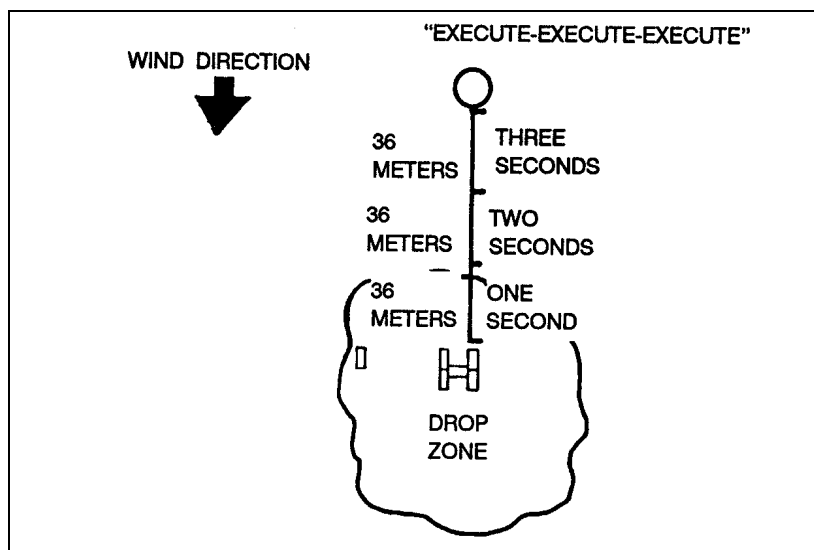 "EXECUTE-EXECUTE-EXECUTE"
WIND DIRECTION
36
METERS
THREE
SECONDS
36
METERS
TWO
SECONDS
36
METERS
ONE
SECOND
H
DROP
ZONE